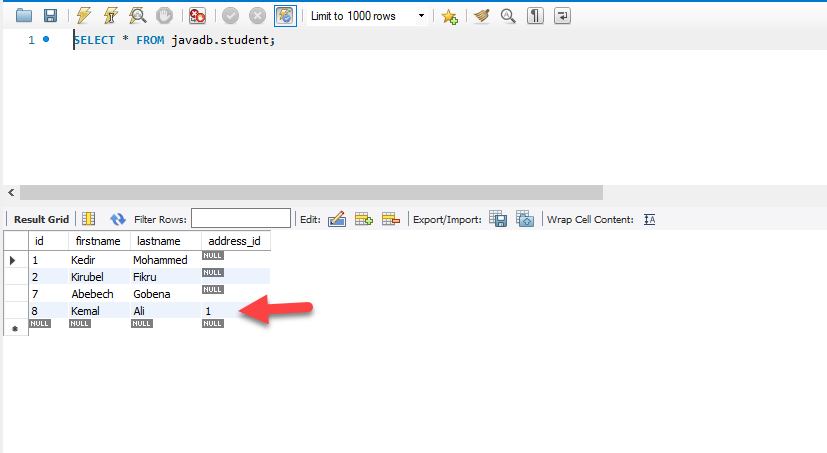 Limit to 1000 rows
1 SELECT * FROM javadb.student;
Result Grid Filter Rows: Edit: Export/Import: Wrap Cell Content:
id firstname lastname address_id
1 Kedir Mohammed NULL
2 Kirubel Fikru NULL
7 Abebech Gobena NULL
8 Kemal Ali 1
NULL NULL NULL NULL